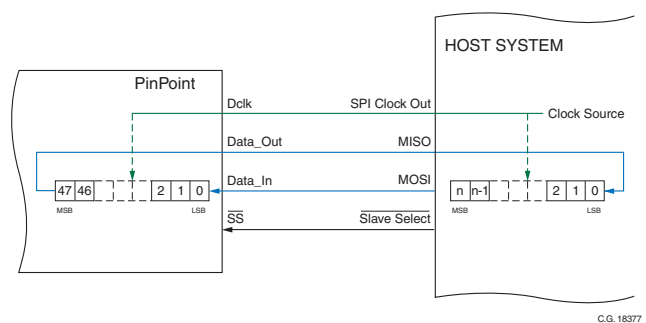 HOST SYSTEM
PinPoint
Dclk SPI Clock Out
Clock Source
Data_Out MISO
47 46 2 1 0 Data_In MOSI n n-1 2 1 0
MSB LSB MSB LSB
SS Slave Select
C.G. 18377